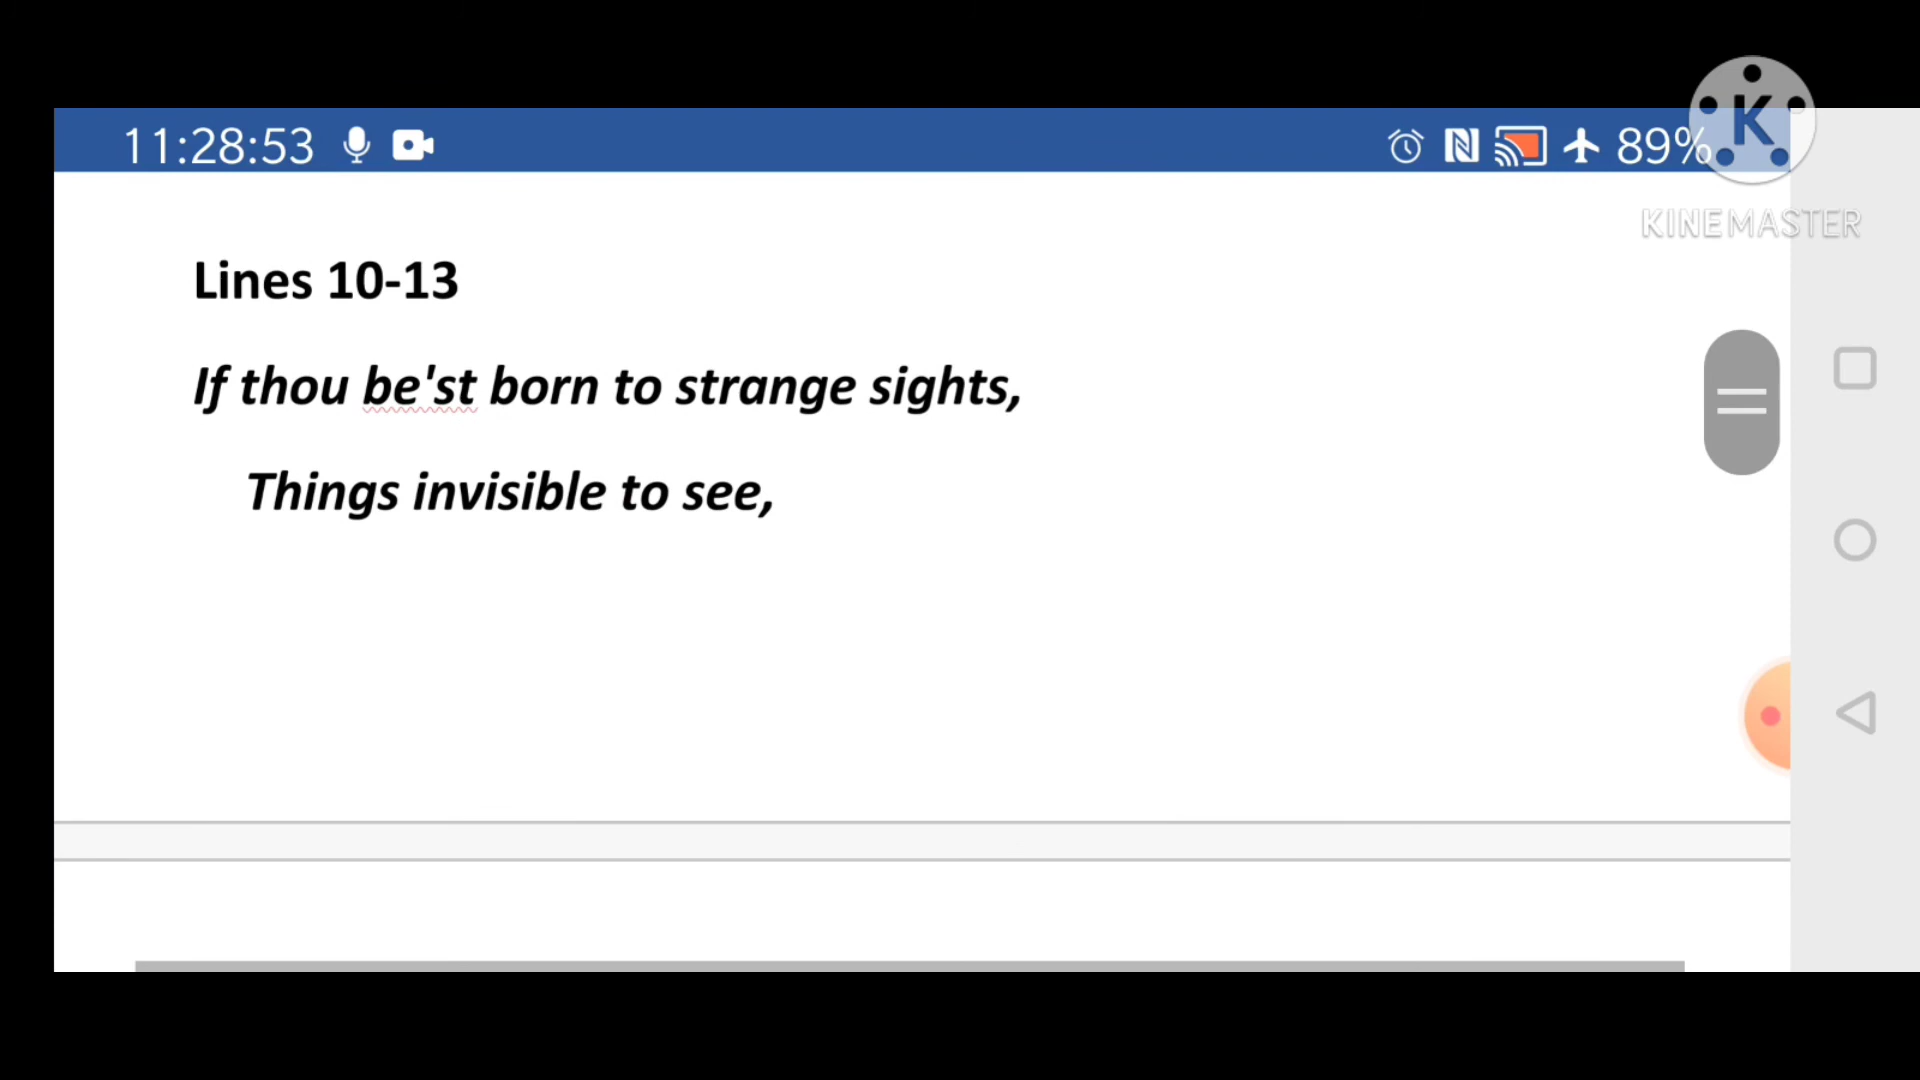 11:28:53 89%
K
KINEMASTER
Lines 10-13
If thou be'st born to strange sights,
Things invisible to see,